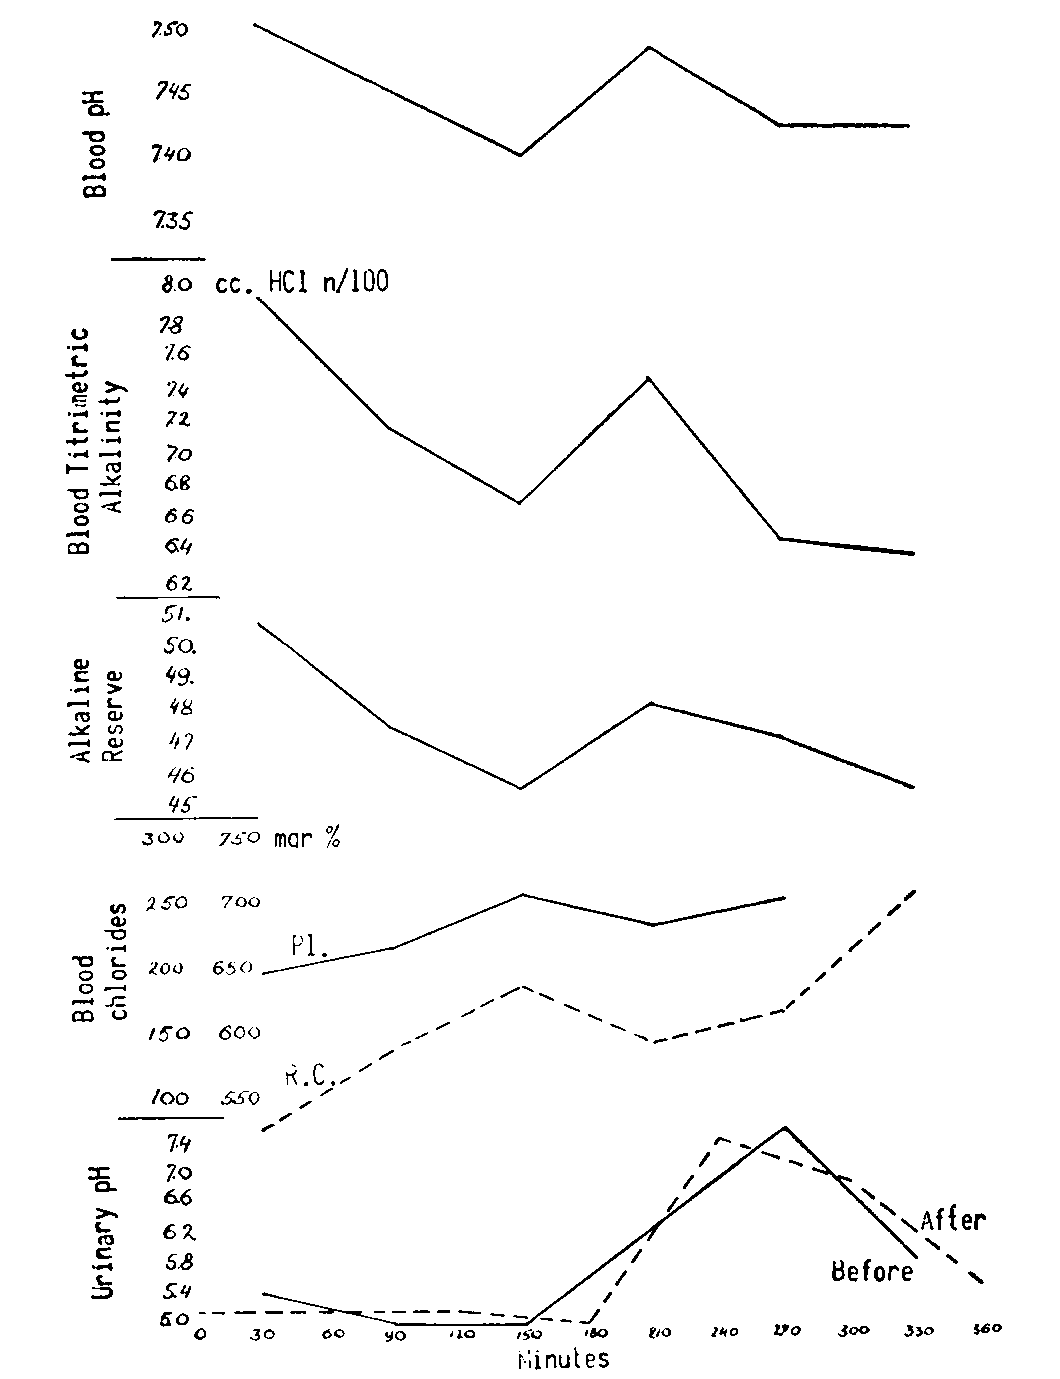 Blood pH
7.50
7.45
7.40
7.35
Blood Titrimetric
Alkalinity
8.0 cc. HCl n/100
7.8
7.6
7.4
7.2
7.0
6.8
6.6
6.4
6.2
Alkaline
Reserve
51.
50.
49.
48
47
46
45
Blood
chlorides
300 750 mgr %
250 700
200 650
150 600
100 550
Pl.
R.C.
Urinary pH
7.4
7.0
6.6
6.2
5.8
5.4
5.0
After
Before
0 30 60 90 120 150 180 210 240 270 300 330 360
Minutes